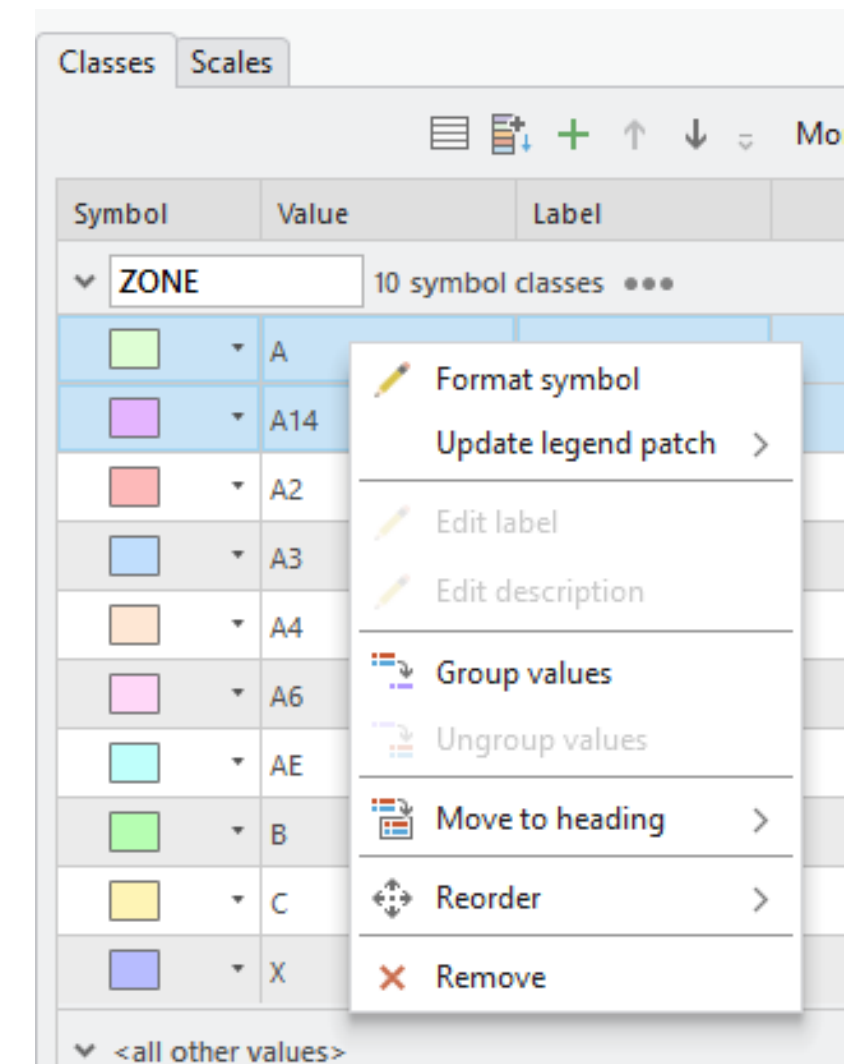 Classes Scales
Symbol Value Label
ZONE 10 symbol classes
A
A14
A2
A3
A4
A6
AE
B
C
X
<all other values>
Format symbol
Update legend patch
Edit label
Edit description
Group values
Ungroup values
Move to heading
Reorder
Remove